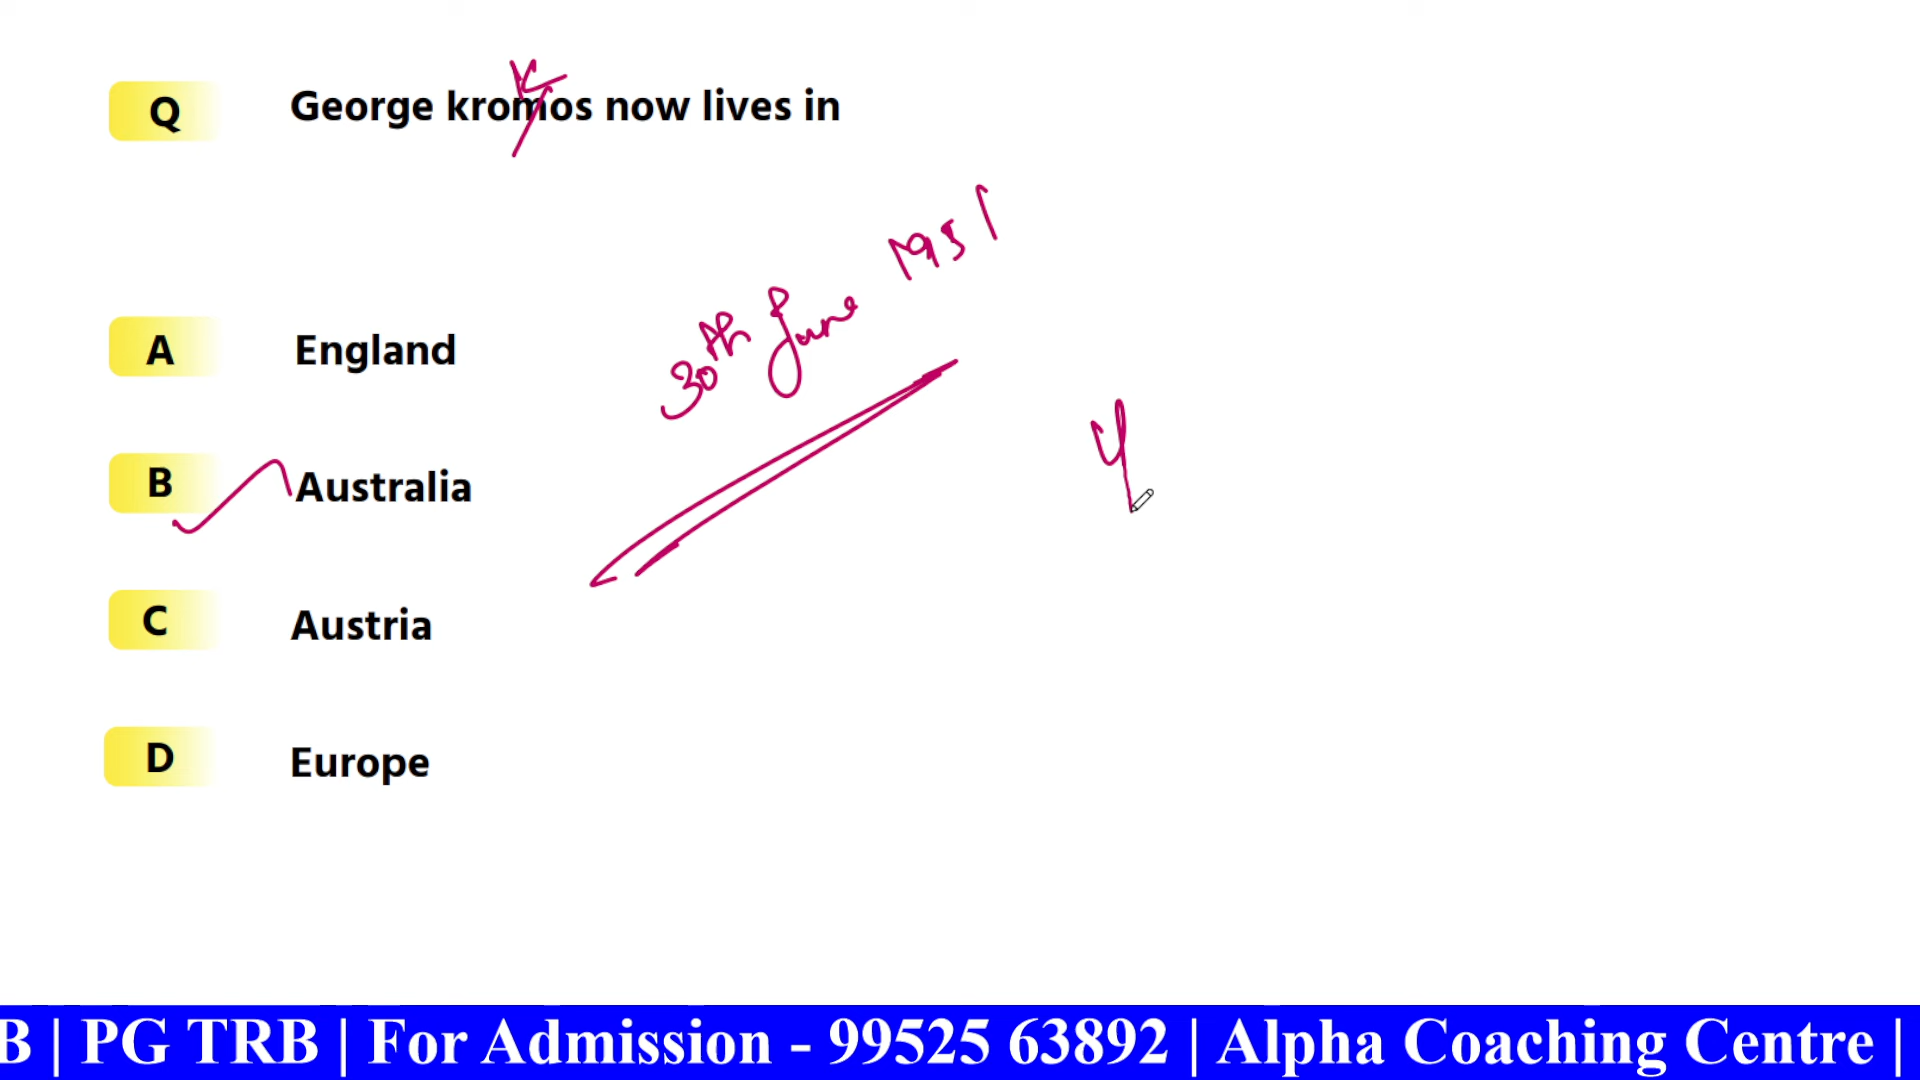 Q George kromos now lives in
K
30th June 1951
A England
B Australia
C Austria
D Europe
B | PG TRB | For Admission - 99525 63892 | Alpha Coaching Centre |